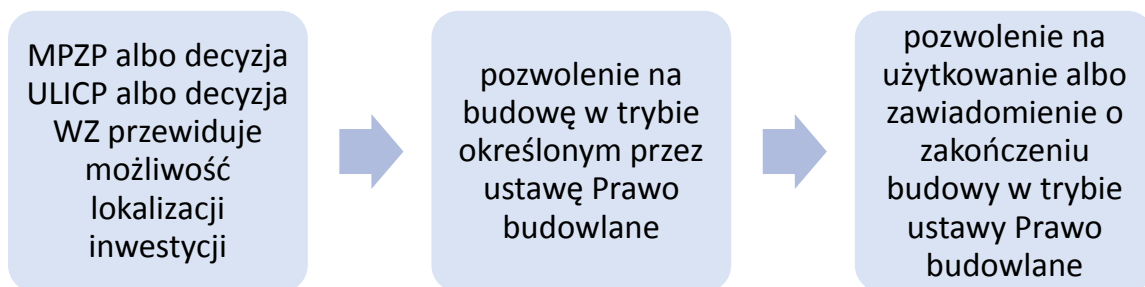 MPZP albo decyzja
ULICP albo decyzja
WZ przewiduje
możliwość
lokalizacji
inwestycji
pozwolenie na
budowę w trybie
określonym przez
ustawę Prawo
budowlane
pozwolenie na
użytkowanie albo
zawiadomienie o
zakończeniu
budowy w trybie
ustawy Prawo
budowlane